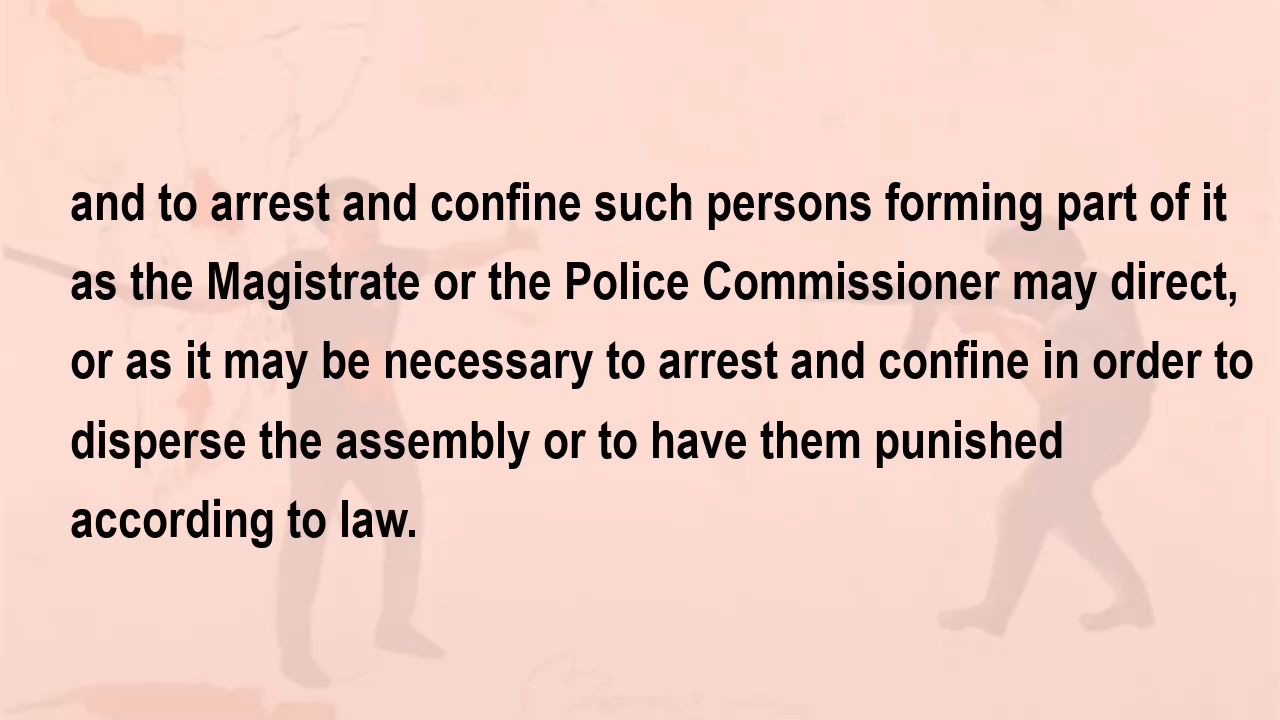 and to arrest and confine such persons forming part of it
as the Magistrate or the Police Commissioner may direct,
or as it may be necessary to arrest and confine in order to
disperse the assembly or to have them punished
according to law.